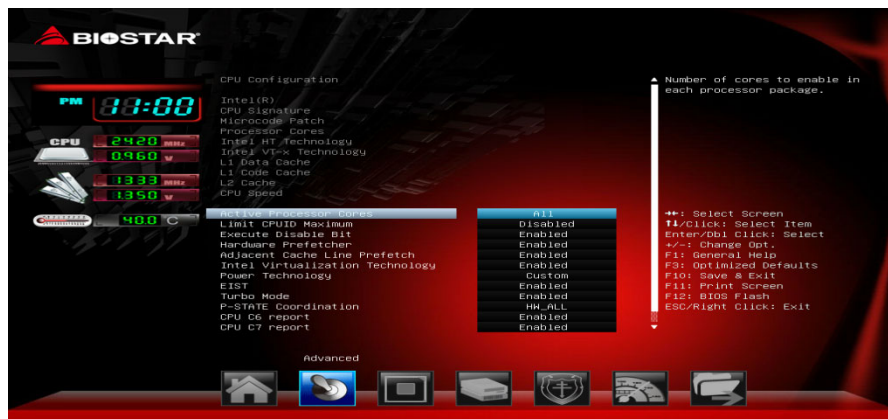 BIOSTAR
CPU Configuration
Intel(R)
CPU Signature
Microcode Patch
Processor Cores
Intel HT Technology
Intel VT-x Technology
L1 Data Cache
L1 Code Cache
L2 Cache
CPU Speed
Active Processor Cores All
Limit CPUID Maximum Disabled
Execute Disable Bit Enabled
Hardware Prefetcher Enabled
Adjacent Cache Line Prefetch Enabled
Intel Virtualization Technology Enabled
Power Technology Custom
EIST Enabled
Turbo Mode Enabled
P-STATE Coordination HW_ALL
CPU C6 report Enabled
CPU C7 report Enabled
PM 11:00
CPU 2420 MHz
0.960 V
1333 MHz
1.350 V
40.0 C
Number of cores to enable in
each processor package.
→←: Select Screen
↑↓/Click: Select Item
Enter/Dbl Click: Select
+/-: Change Opt.
F1: General Help
F3: Optimized Defaults
F10: Save & Exit
F11: Print Screen
F12: BIOS Flash
ESC/Right Click: Exit
Advanced